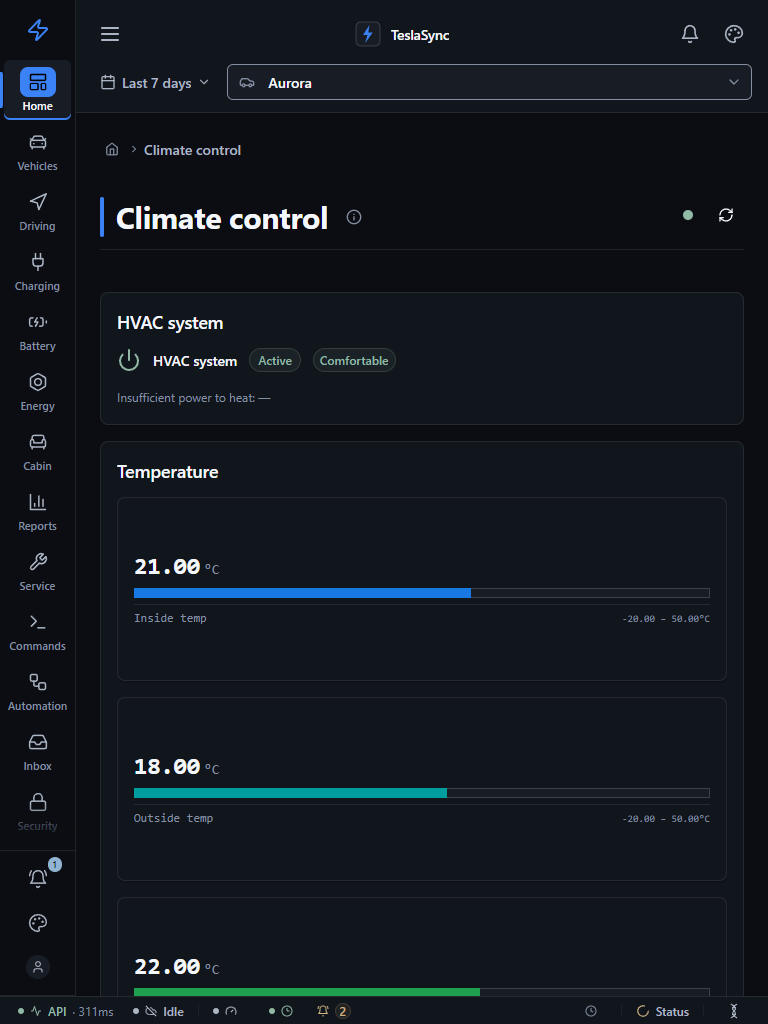 TeslaSync
Last 7 days
Aurora
Home
Vehicles
Driving
Charging
Battery
Energy
Cabin
Reports
Service
Commands
Automation
Inbox
Security
1
Climate control
Climate control
HVAC system
HVAC system Active Comfortable
Insufficient power to heat: —
Temperature
21.00 °C
Inside temp -20.00 – 50.00°C
18.00 °C
Outside temp -20.00 – 50.00°C
22.00 °C
API · 311ms Idle 2 Status